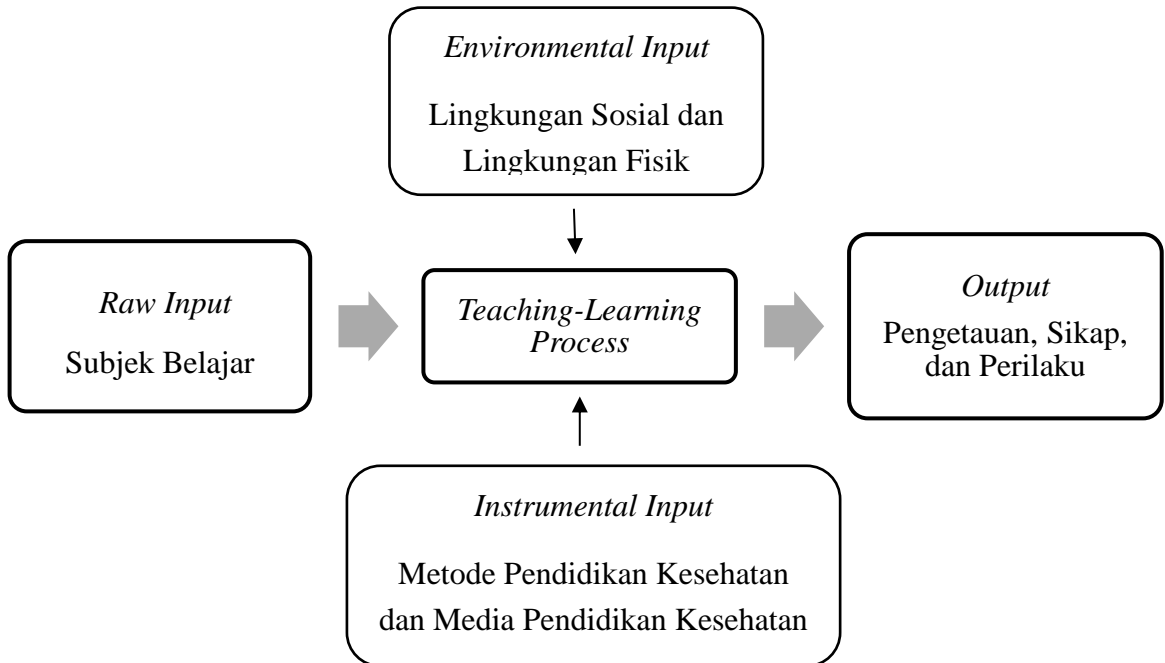 Environmental Input
Lingkungan Sosial dan
Lingkungan Fisik
Raw Input
Subjek Belajar
Teaching-Learning
Process
Output
Pengetauan, Sikap,
dan Perilaku
Instrumental Input
Metode Pendidikan Kesehatan
dan Media Pendidikan Kesehatan